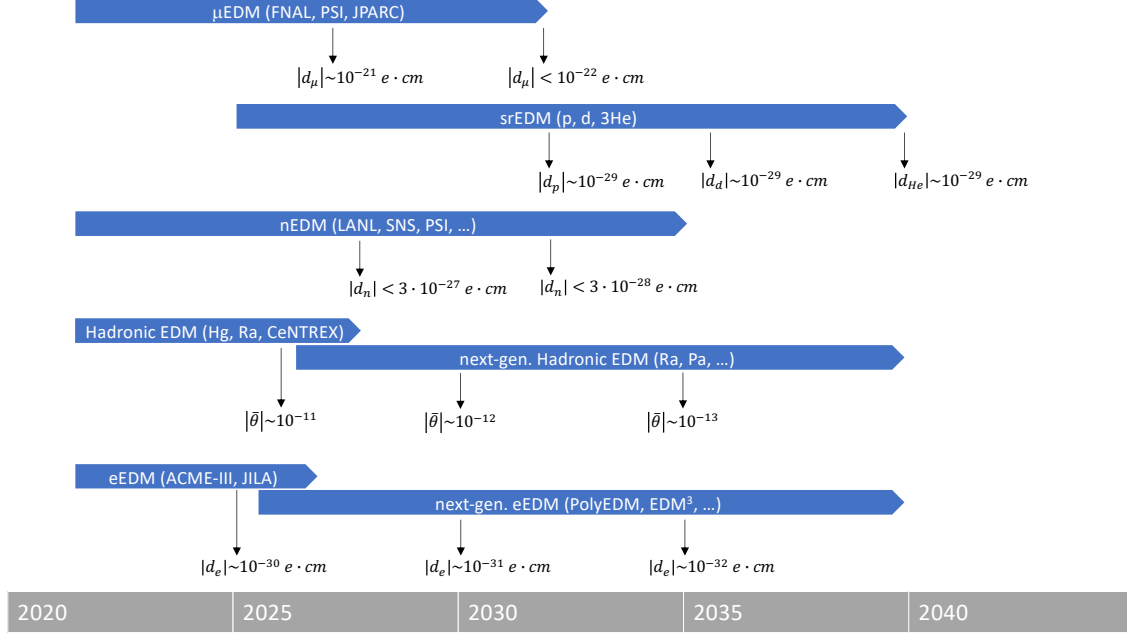 μEDM (FNAL, PSI, JPARC)
|d_μ|~10⁻²¹ e · cm
|d_μ| < 10⁻²² e · cm
srEDM (p, d, 3He)
|d_p|~10⁻²⁹ e · cm
|d_d|~10⁻²⁹ e · cm
|d_He|~10⁻²⁹ e · cm
nEDM (LANL, SNS, PSI, …)
|d_n| < 3 · 10⁻²⁷ e · cm
|d_n| < 3 · 10⁻²⁸ e · cm
Hadronic EDM (Hg, Ra, CeNTREX)
next-gen. Hadronic EDM (Ra, Pa, …)
|θ̄|~10⁻¹¹
|θ̄|~10⁻¹²
|θ̄|~10⁻¹³
eEDM (ACME-III, JILA)
next-gen. eEDM (PolyEDM, EDM³, …)
|d_e|~10⁻³⁰ e · cm
|d_e|~10⁻³¹ e · cm
|d_e|~10⁻³² e · cm
2020
2025
2030
2035
2040